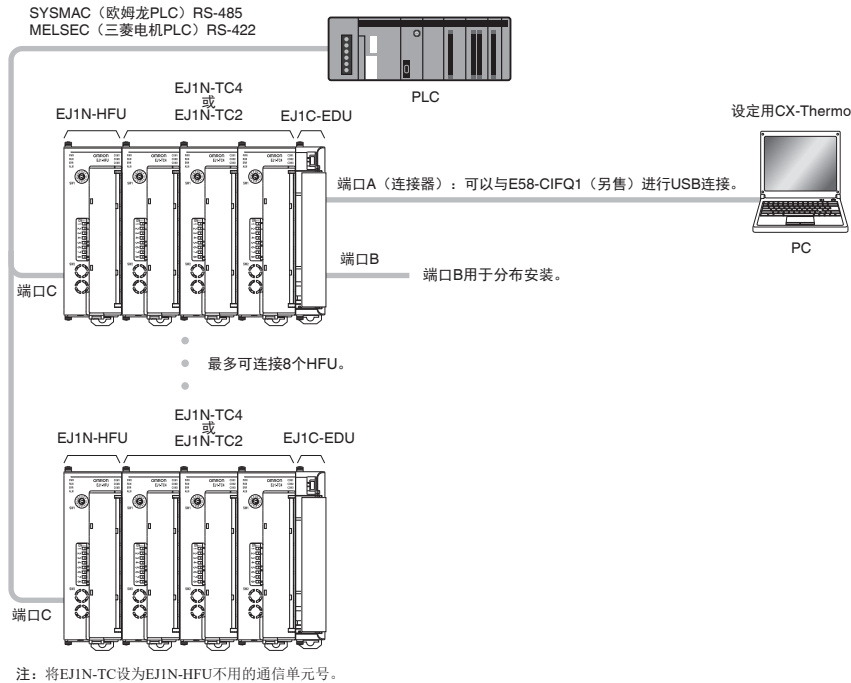 SYSMAC（欧姆龙PLC）RS-485
MELSEC（三菱电机PLC）RS-422
PLC
EJ1N-HFU
EJ1N-TC4
或
EJ1N-TC2
EJ1C-EDU
设定用CX-Thermo
端口A（连接器）：可以与E58-CIFQ1（另售）进行USB连接。
PC
端口B
端口B用于分布安装。
端口C
最多可连接8个HFU。
EJ1N-HFU
EJ1N-TC4
或
EJ1N-TC2
EJ1C-EDU
端口C
注：将EJ1N-TC设为EJ1N-HFU不用的通信单元号。